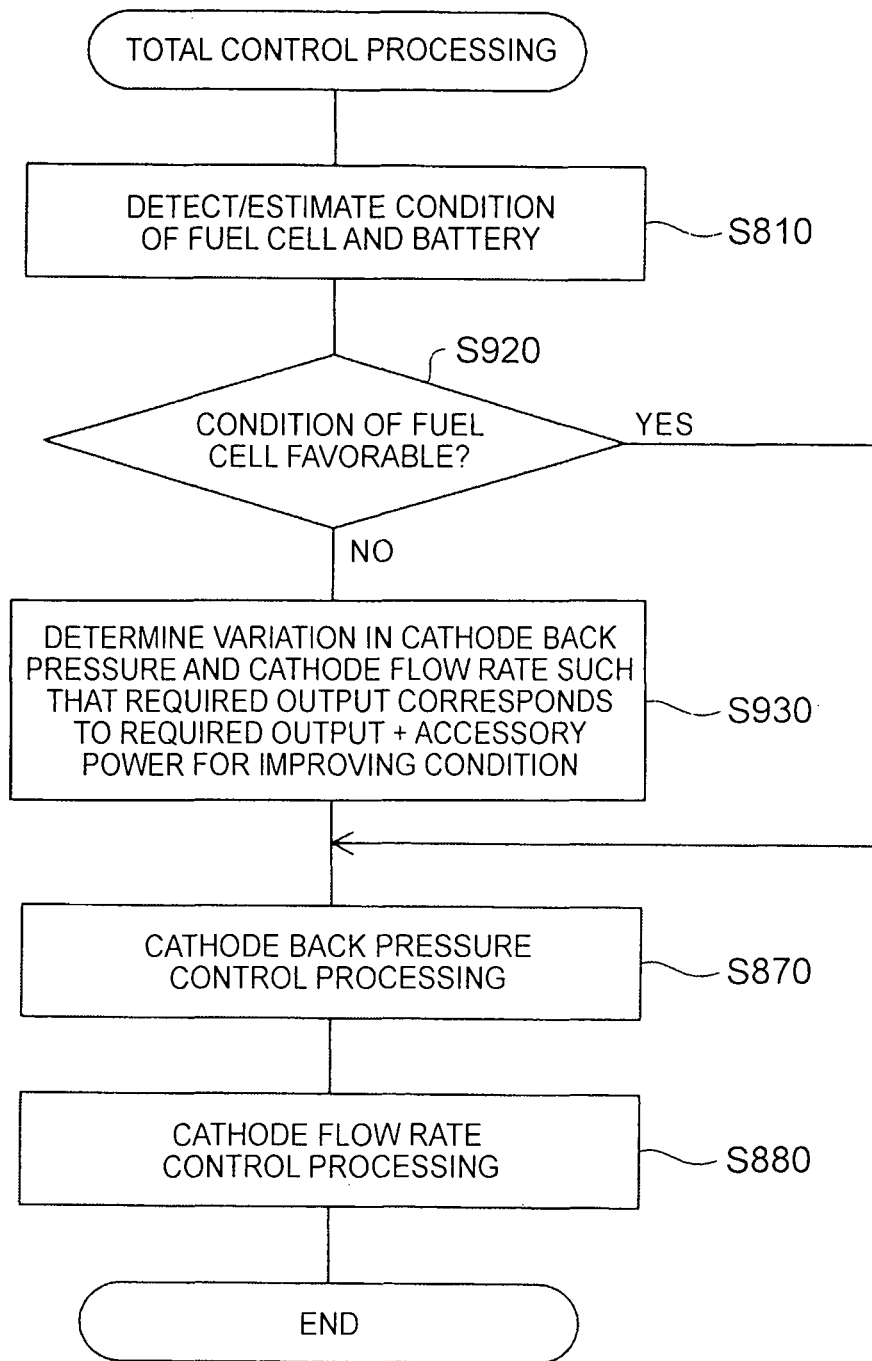 TOTAL CONTROL PROCESSING
DETECT/ESTIMATE CONDITION
OF FUEL CELL AND BATTERY
S810
S920
CONDITION OF FUEL
CELL FAVORABLE?
YES
NO
DETERMINE VARIATION IN CATHODE BACK
PRESSURE AND CATHODE FLOW RATE SUCH
THAT REQUIRED OUTPUT CORRESPONDS
TO REQUIRED OUTPUT + ACCESSORY
POWER FOR IMPROVING CONDITION
S930
CATHODE BACK PRESSURE
CONTROL PROCESSING
S870
CATHODE FLOW RATE
CONTROL PROCESSING
S880
END